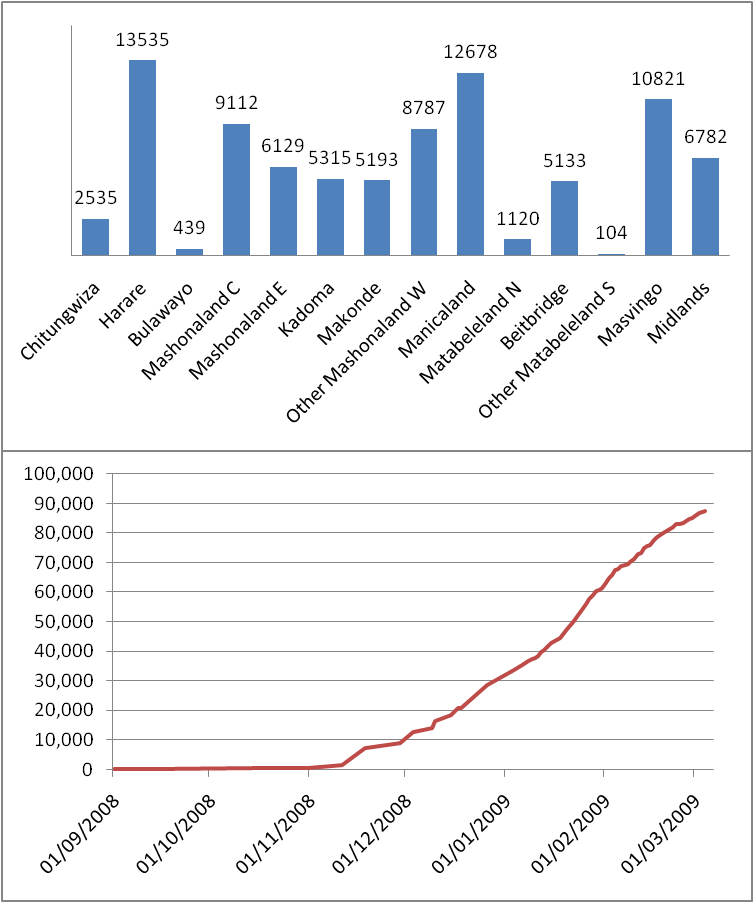 13535
12678
10821
9112
8787
6782
6129
5315
5193
5133
2535
1120
439
104
Chitungwiza
Harare
Bulawayo
Mashonaland C
Mashonaland E
Kadoma
Makonde
Other Mashonaland W
Manicaland
Matabeleland N
Beitbridge
Other Matabeleland S
Masvingo
Midlands
100,000
90,000
80,000
70,000
60,000
50,000
40,000
30,000
20,000
10,000
0
01/09/2008
01/10/2008
01/11/2008
01/12/2008
01/01/2009
01/02/2009
01/03/2009